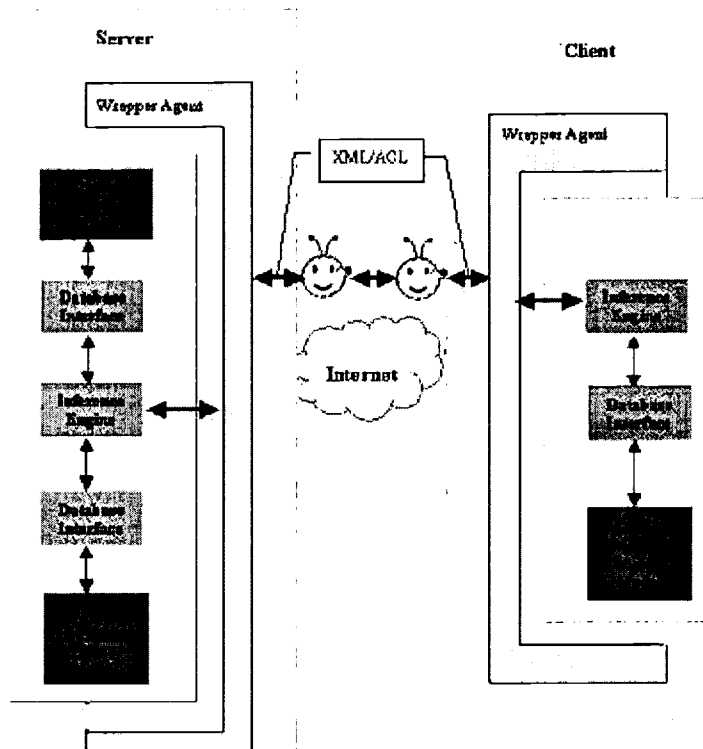 Server
Client
Wrapper Agent
Wrapper Agent
XML/ACL
Database
Interface
Inference
Engine
Internet
Inference
Engine
Database
Interface
Database
Interface